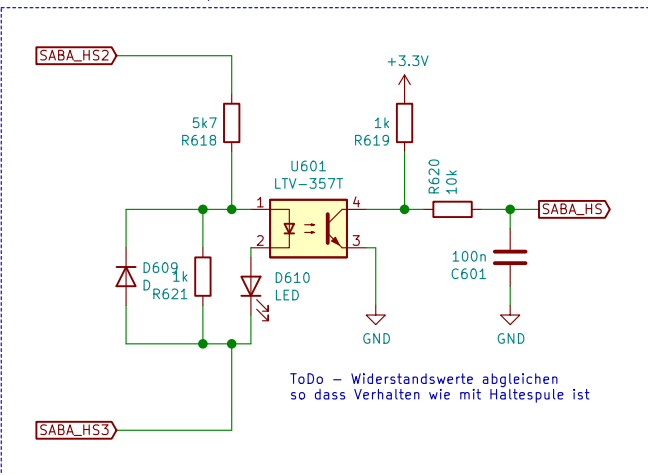 SABA_HS2
+3.3V
5k7
R618
1k
R619
U601
LTV-357T
R620
10k
1
4
SABA_HS
2
3
D609
D
1k
R621
D610
LED
100n
C601
GND
GND
ToDo - Widerstandswerte abgleichen
so dass Verhalten wie mit Haltespule ist
SABA_HS3